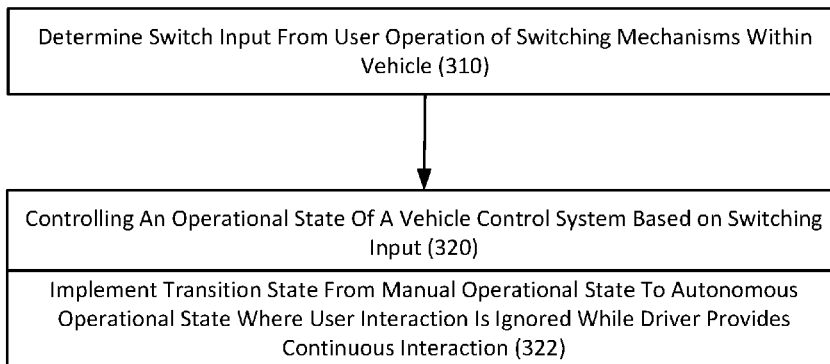 Determine Switch Input From User Operation of Switching Mechanisms Within
Vehicle (310)
Controlling An Operational State Of A Vehicle Control System Based on Switching
Input (320)
Implement Transition State From Manual Operational State To Autonomous
Operational State Where User Interaction Is Ignored While Driver Provides
Continuous Interaction (322)